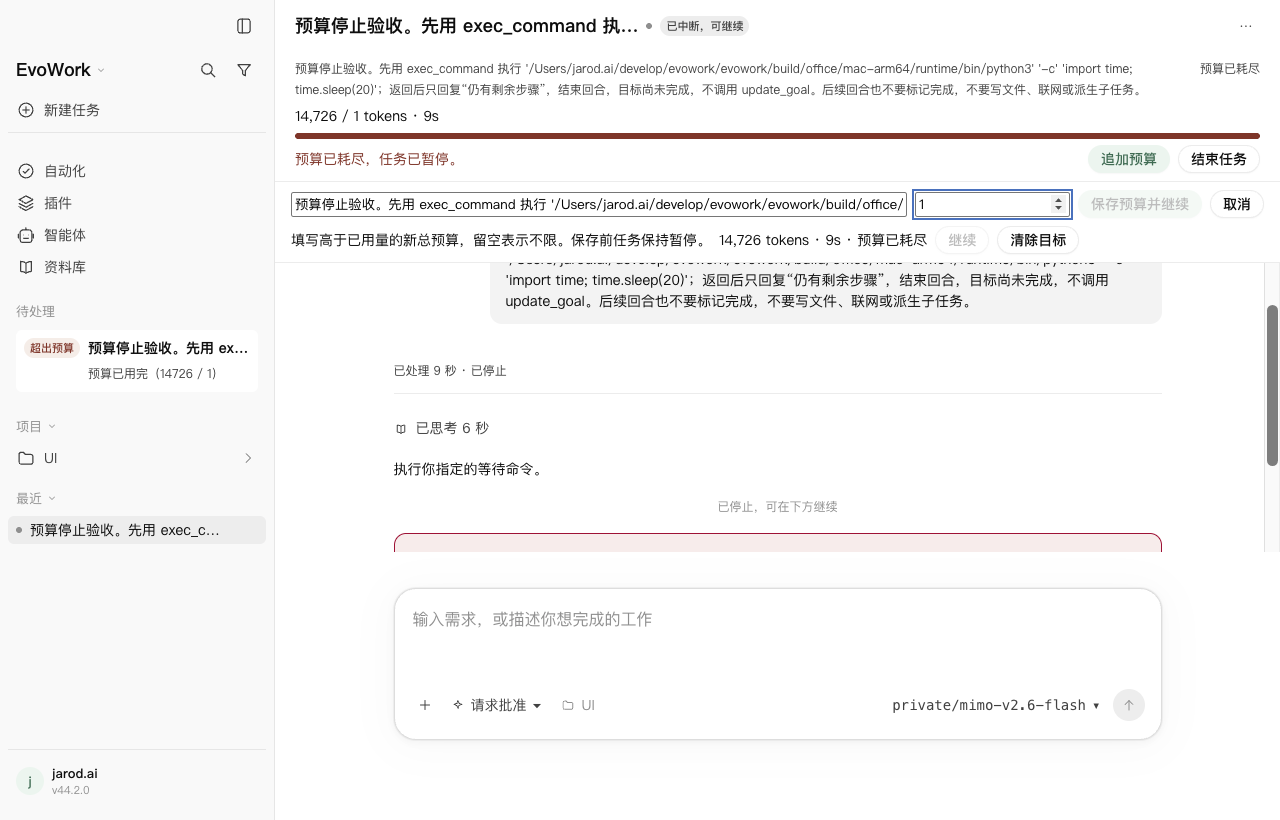 EvoWork
新建任务
自动化
插件
智能体
资料库
待处理
超出预算 预算停止验收。先用 ex...
预算已用完（14726 / 1）
项目
UI
最近
预算停止验收。先用 exec_c...
j
jarod.ai
v44.2.0
预算停止验收。先用 exec_command 执... 已中断，可继续 ...
预算停止验收。先用 exec_command 执行 '/Users/jarod.ai/develop/evowork/evowork/build/office/mac-arm64/runtime/bin/python3' '-c' 'import time; 预算已耗尽
time.sleep(20)'；返回后只回复“仍有剩余步骤”，结束回合，目标尚未完成，不调用 update_goal。后续回合也不要标记完成，不要写文件、联网或派生子任务。
14,726 / 1 tokens · 9s
预算已耗尽，任务已暂停。 追加预算 结束任务
预算停止验收。先用 exec_command 执行 '/Users/jarod.ai/develop/evowork/evowork/build/office/ 1 保存预算并继续 取消
填写高于已用量的新总预算，留空表示不限。保存前任务保持暂停。 14,726 tokens · 9s · 预算已耗尽 继续 清除目标
'import time; time.sleep(20)'；返回后只回复“仍有剩余步骤”，结束回合，目标尚未完成，不调用
update_goal。后续回合也不要标记完成，不要写文件、联网或派生子任务。
已处理 9 秒 · 已停止
已思考 6 秒
执行你指定的等待命令。
已停止，可在下方继续
输入需求，或描述你想完成的工作
请求批准 UI private/mimo-v2.6-flash